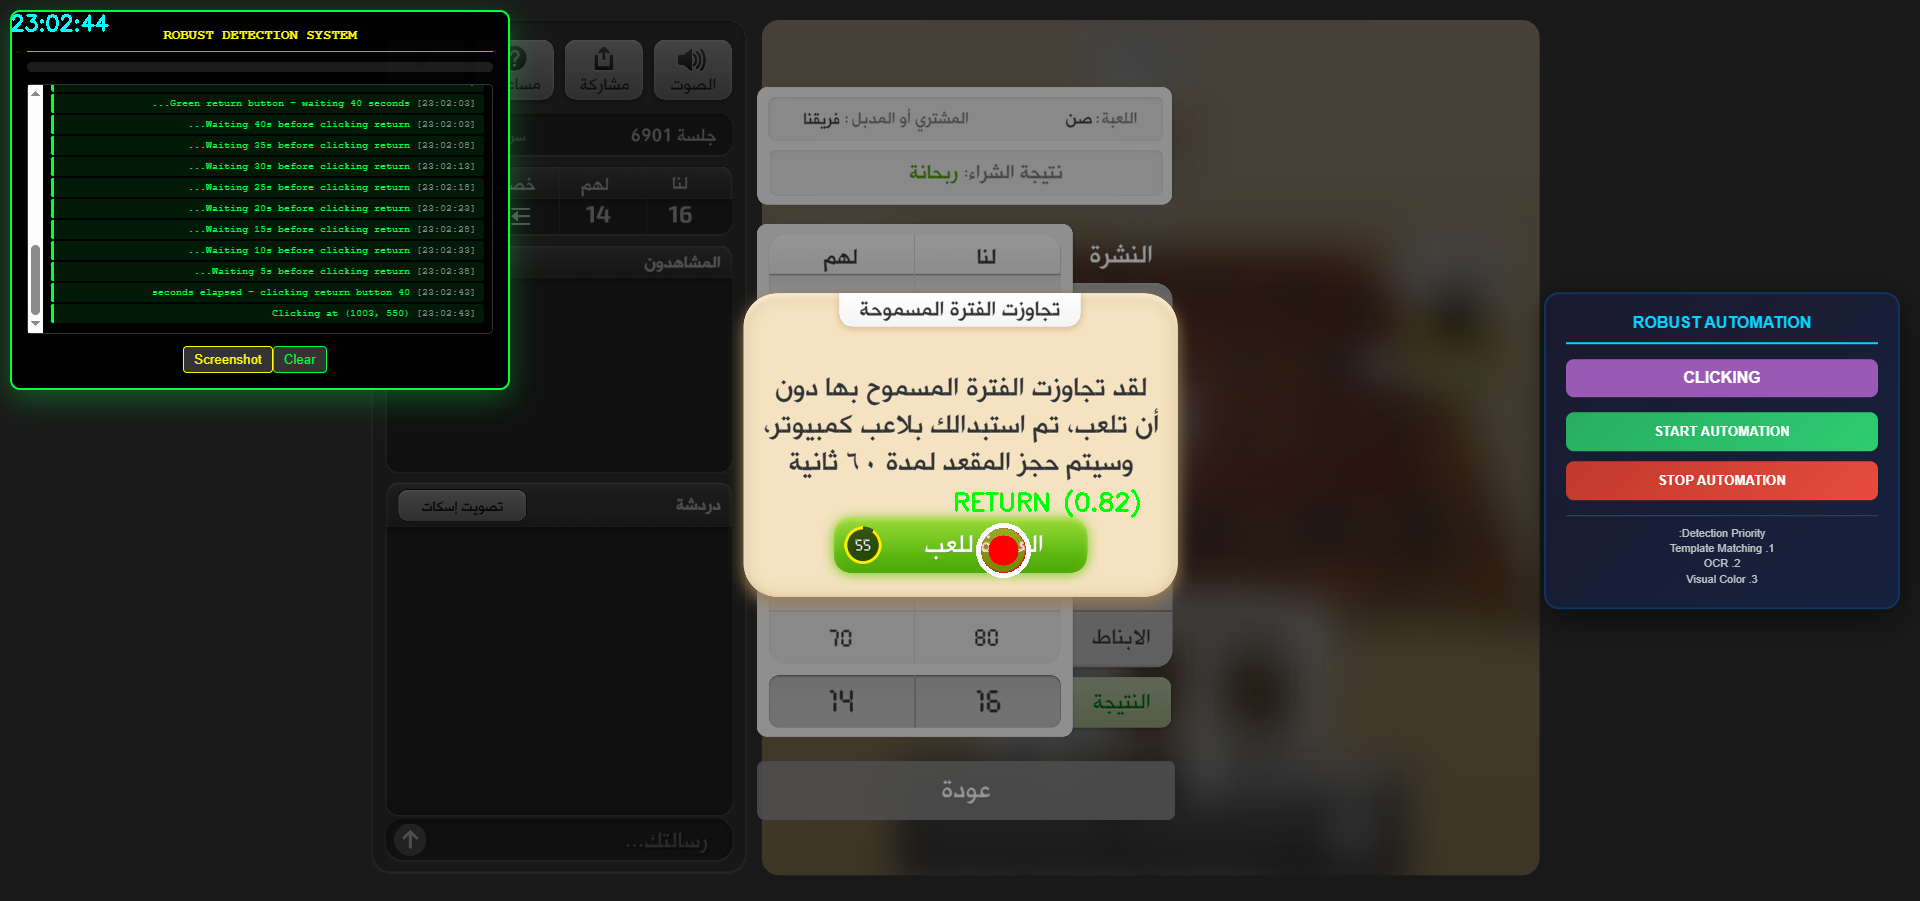 23:02:44
ROBUST DETECTION SYSTEM
...Green return button - waiting 40 seconds [23:02:03]
...Waiting 40s before clicking return [23:02:03]
...Waiting 35s before clicking return [23:02:08]
...Waiting 30s before clicking return [23:02:13]
...Waiting 25s before clicking return [23:02:18]
...Waiting 20s before clicking return [23:02:23]
...Waiting 15s before clicking return [23:02:28]
...Waiting 10s before clicking return [23:02:33]
...Waiting 5s before clicking return [23:02:38]
seconds elapsed - clicking return button 40 [23:02:43]
Clicking at (1003, 550) [23:02:43]
Screenshot Clear
الصوت
مشاركة
جلسة 6901
لنا لهم
16 14
المشاهدون
دردشة
تصويت إسكات
رسالتك...
اللعبة: صن
المشتري أو المدبل: فريقنا
نتيجة الشراء: ربحانة
النشرة لنا لهم
تجاوزت الفترة المسموحة
لقد تجاوزت الفترة المسموح بها دون
أن تلعب، تم استبدالك بلاعب كمبيوتر،
وسيتم حجز المقعد لمدة ٦٠ ثانية
RETURN (0.82)
للعب
55
الابناط 80 70
النتيجة 16 14
عودة
ROBUST AUTOMATION
CLICKING
START AUTOMATION
STOP AUTOMATION
:Detection Priority
Template Matching .1
OCR .2
Visual Color .3